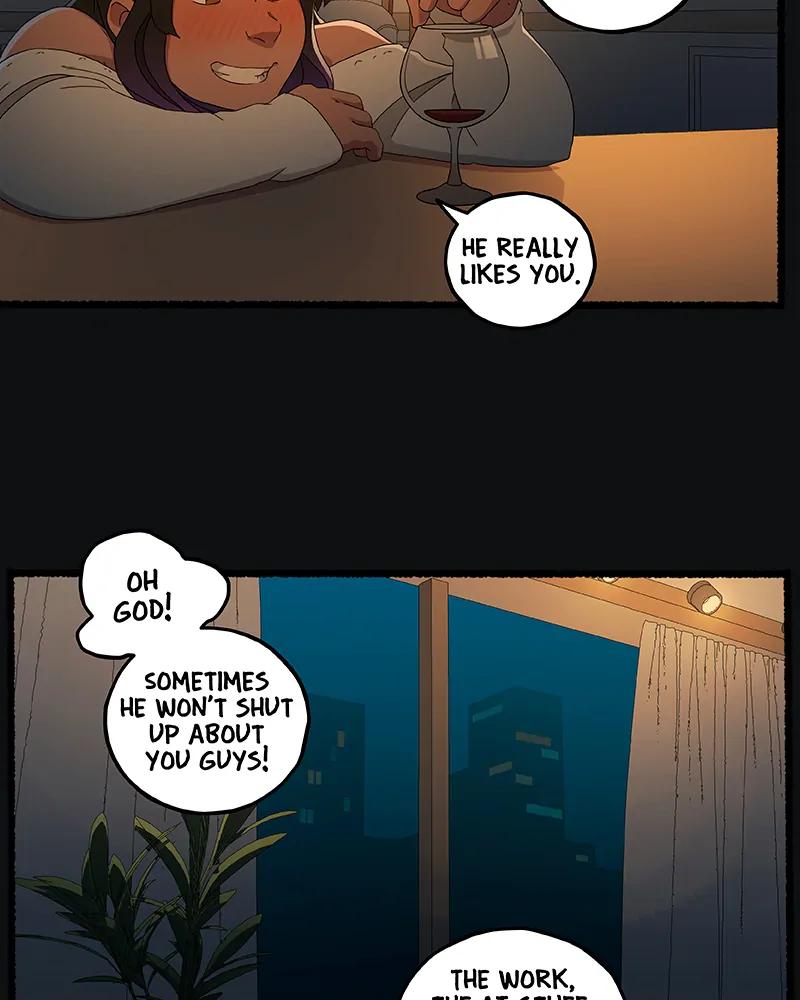 HE REALLY
LIKES YOU.
OH
GOD!
SOMETIMES
HE WON'T SHUT
UP ABOUT
YOU GUYS!
THE WORK,